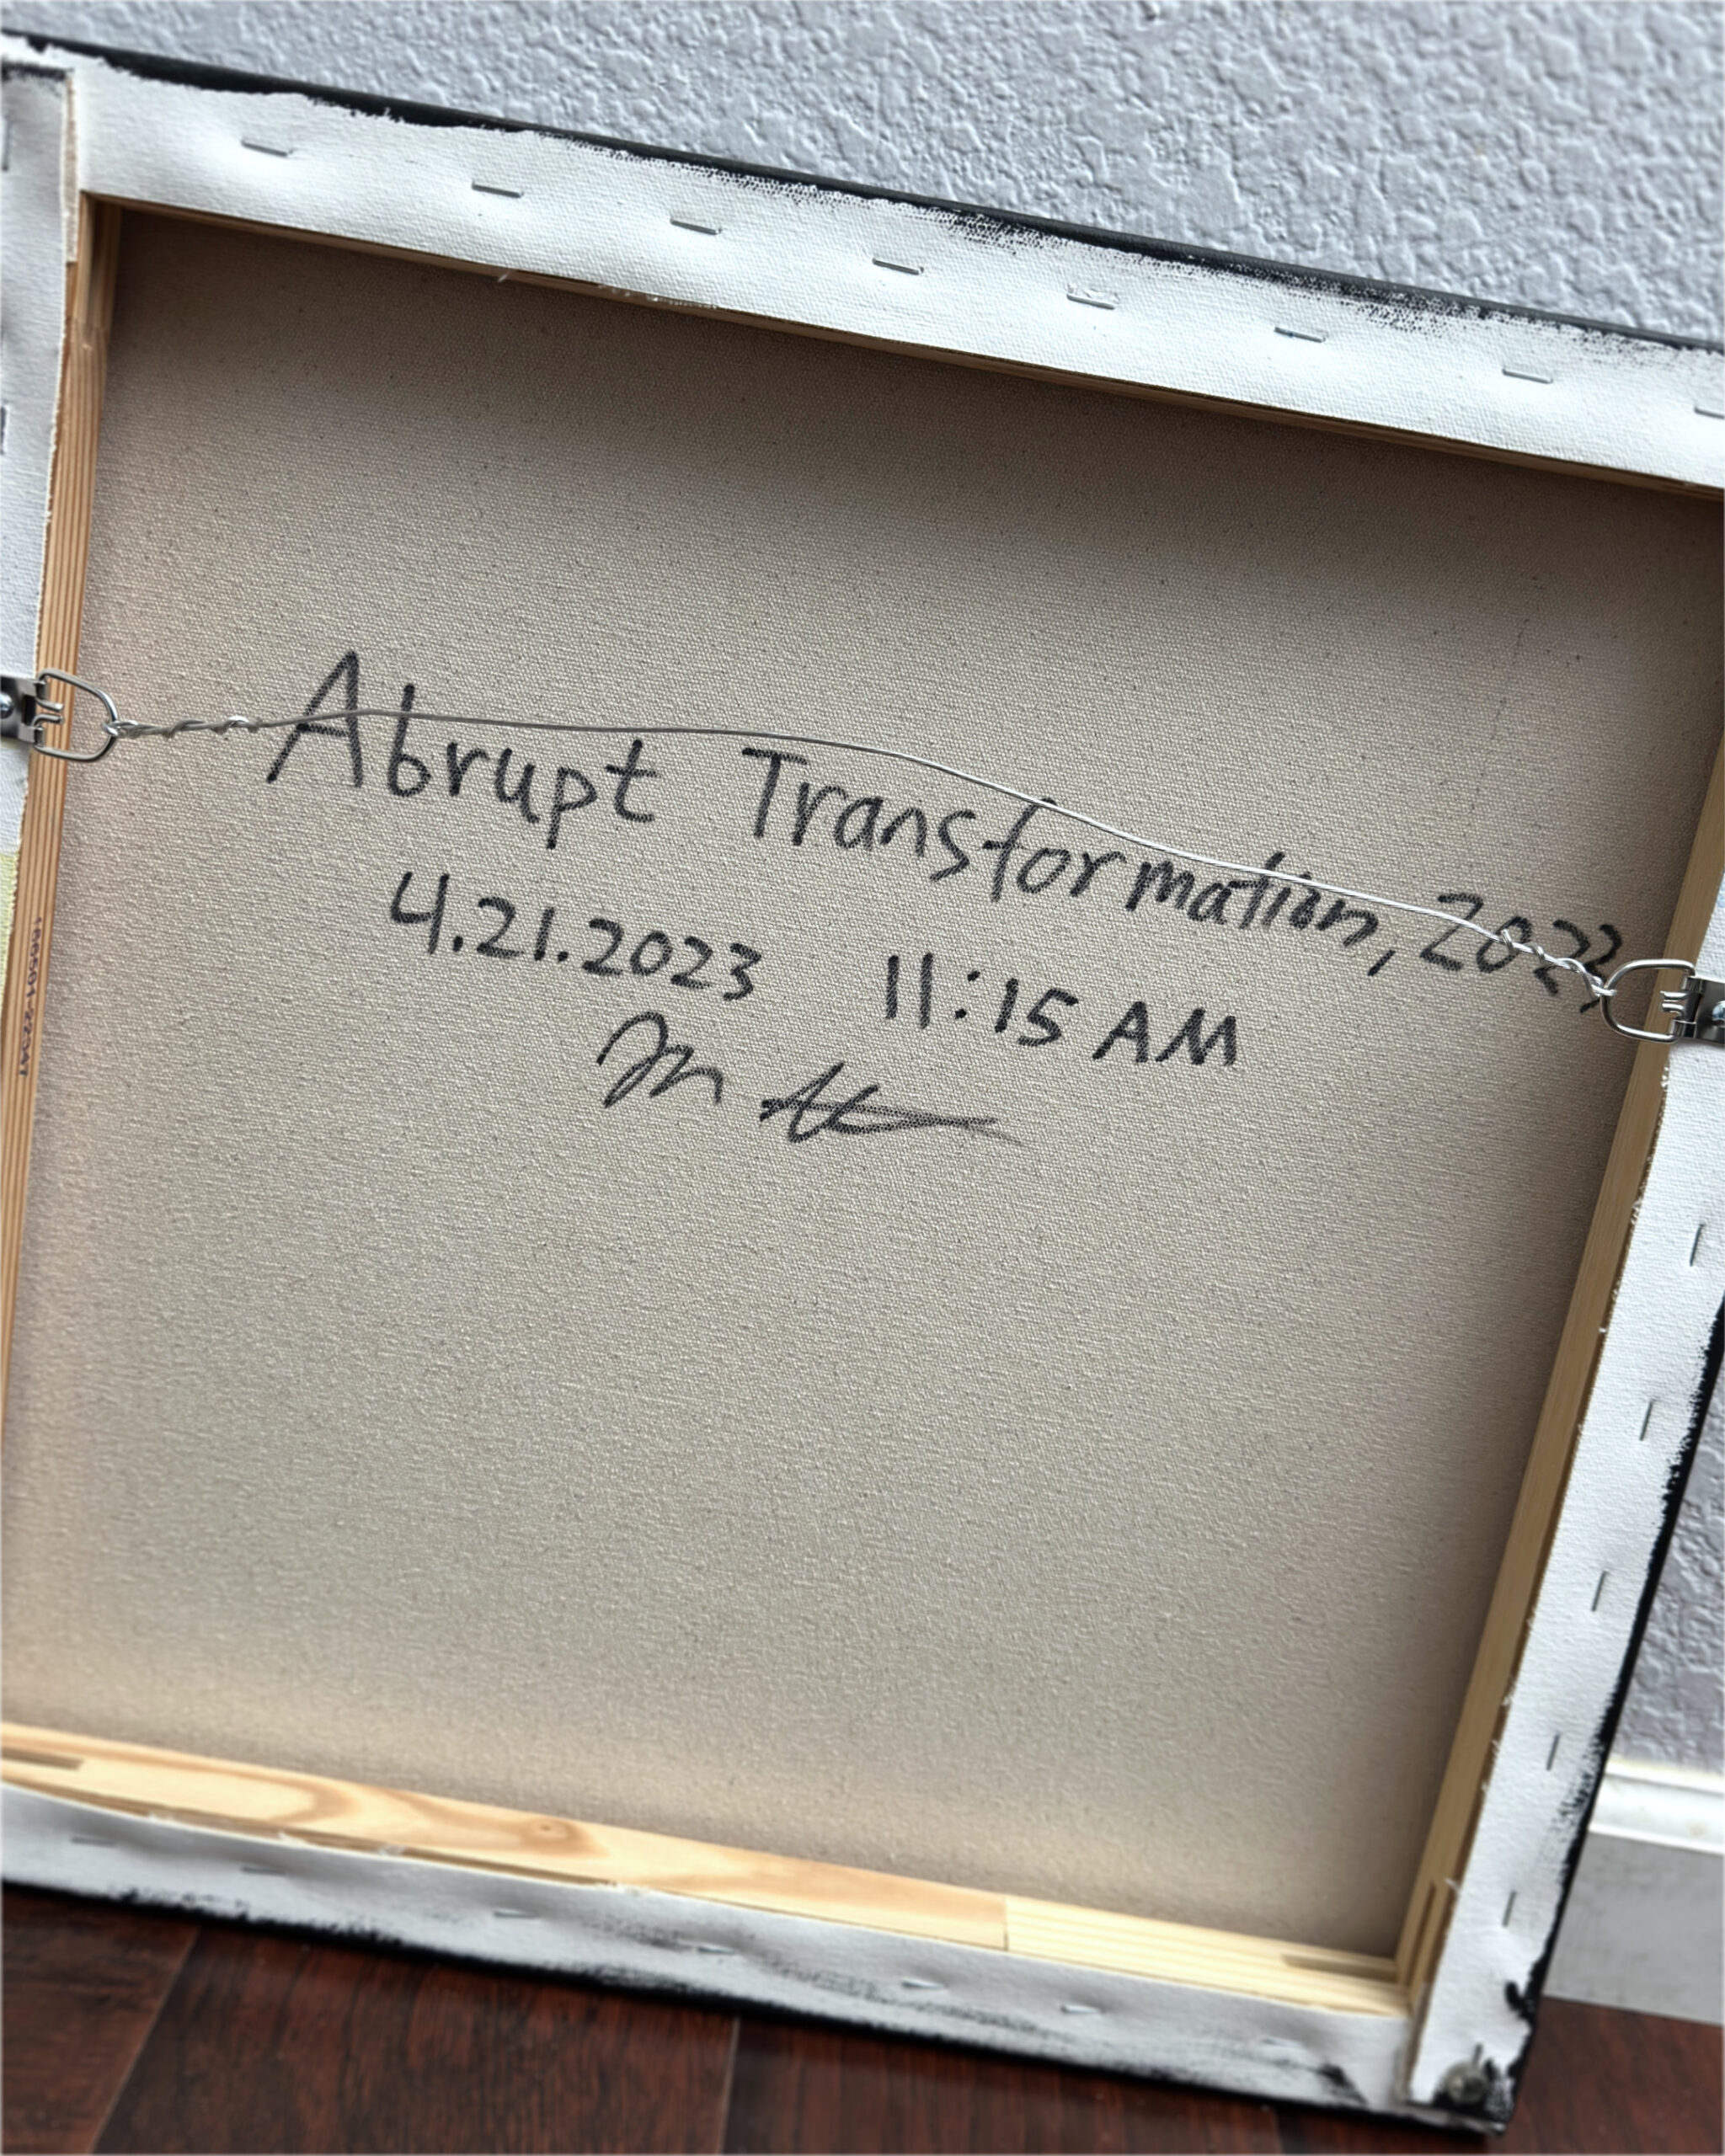 Abrupt Transformation, 2023
4.21.2023 11:15 AM